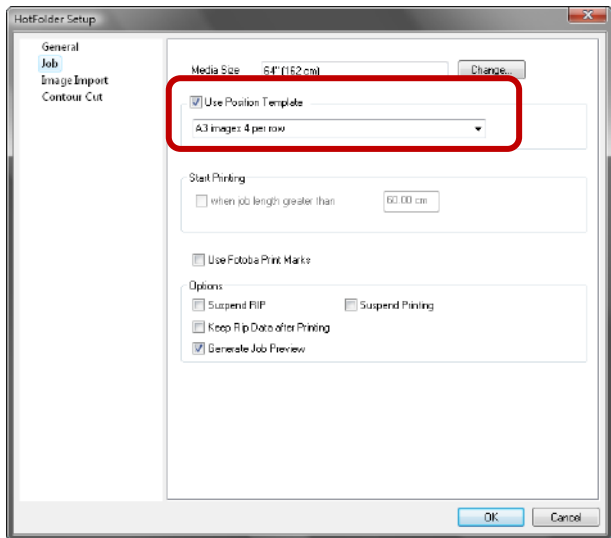 HotFolder Setup
General
Job
Image Import
Contour Cut
Media Size 64" (162 cm) Change...
Use Position Template
A3 images 4 per row
Start Printing
when job length greater than 60.00 cm
Use Fotoba Print Marks
Options
Suspend RIP Suspend Printing
Keep Rip Data after Printing
Generate Job Preview
OK Cancel